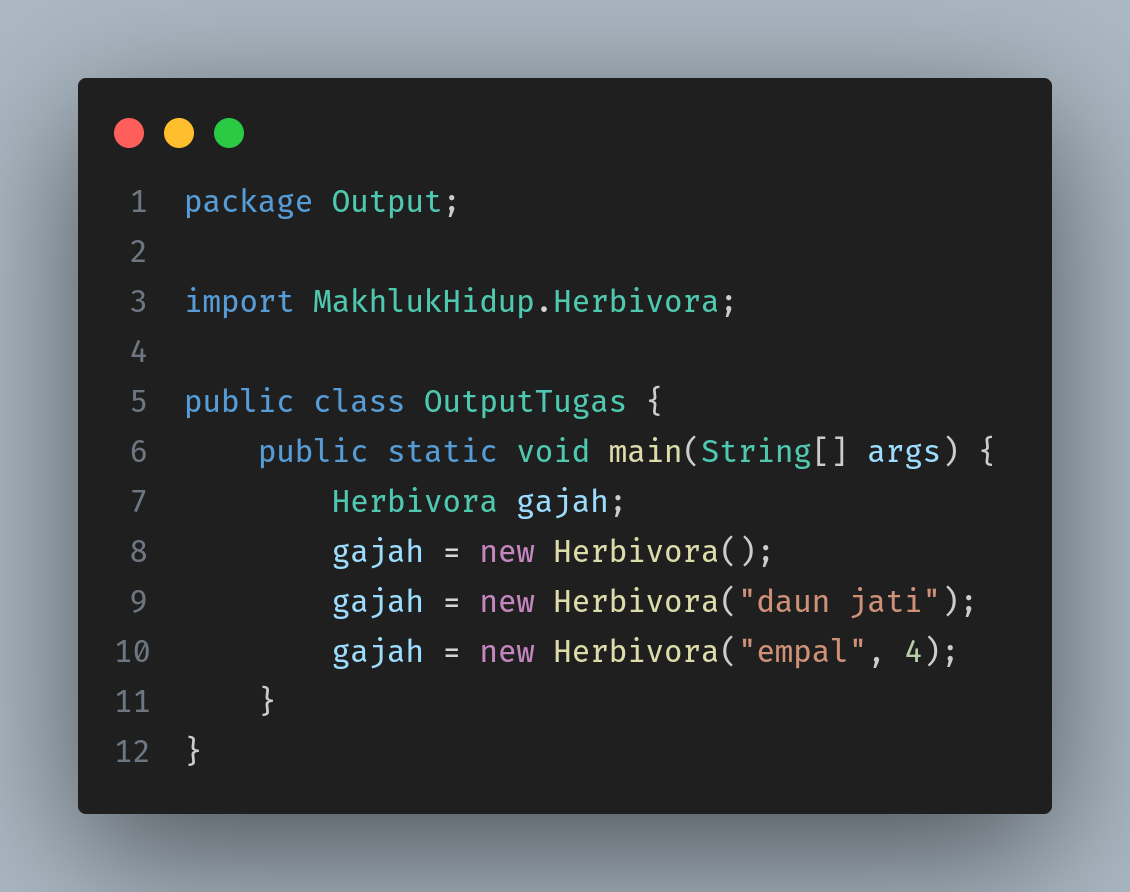 1 package Output;
2
3 import MakhlukHidup.Herbivora;
4
5 public class OutputTugas {
6     public static void main(String[] args) {
7         Herbivora gajah;
8         gajah = new Herbivora();
9         gajah = new Herbivora("daun jati");
10         gajah = new Herbivora("empal", 4);
11     }
12 }